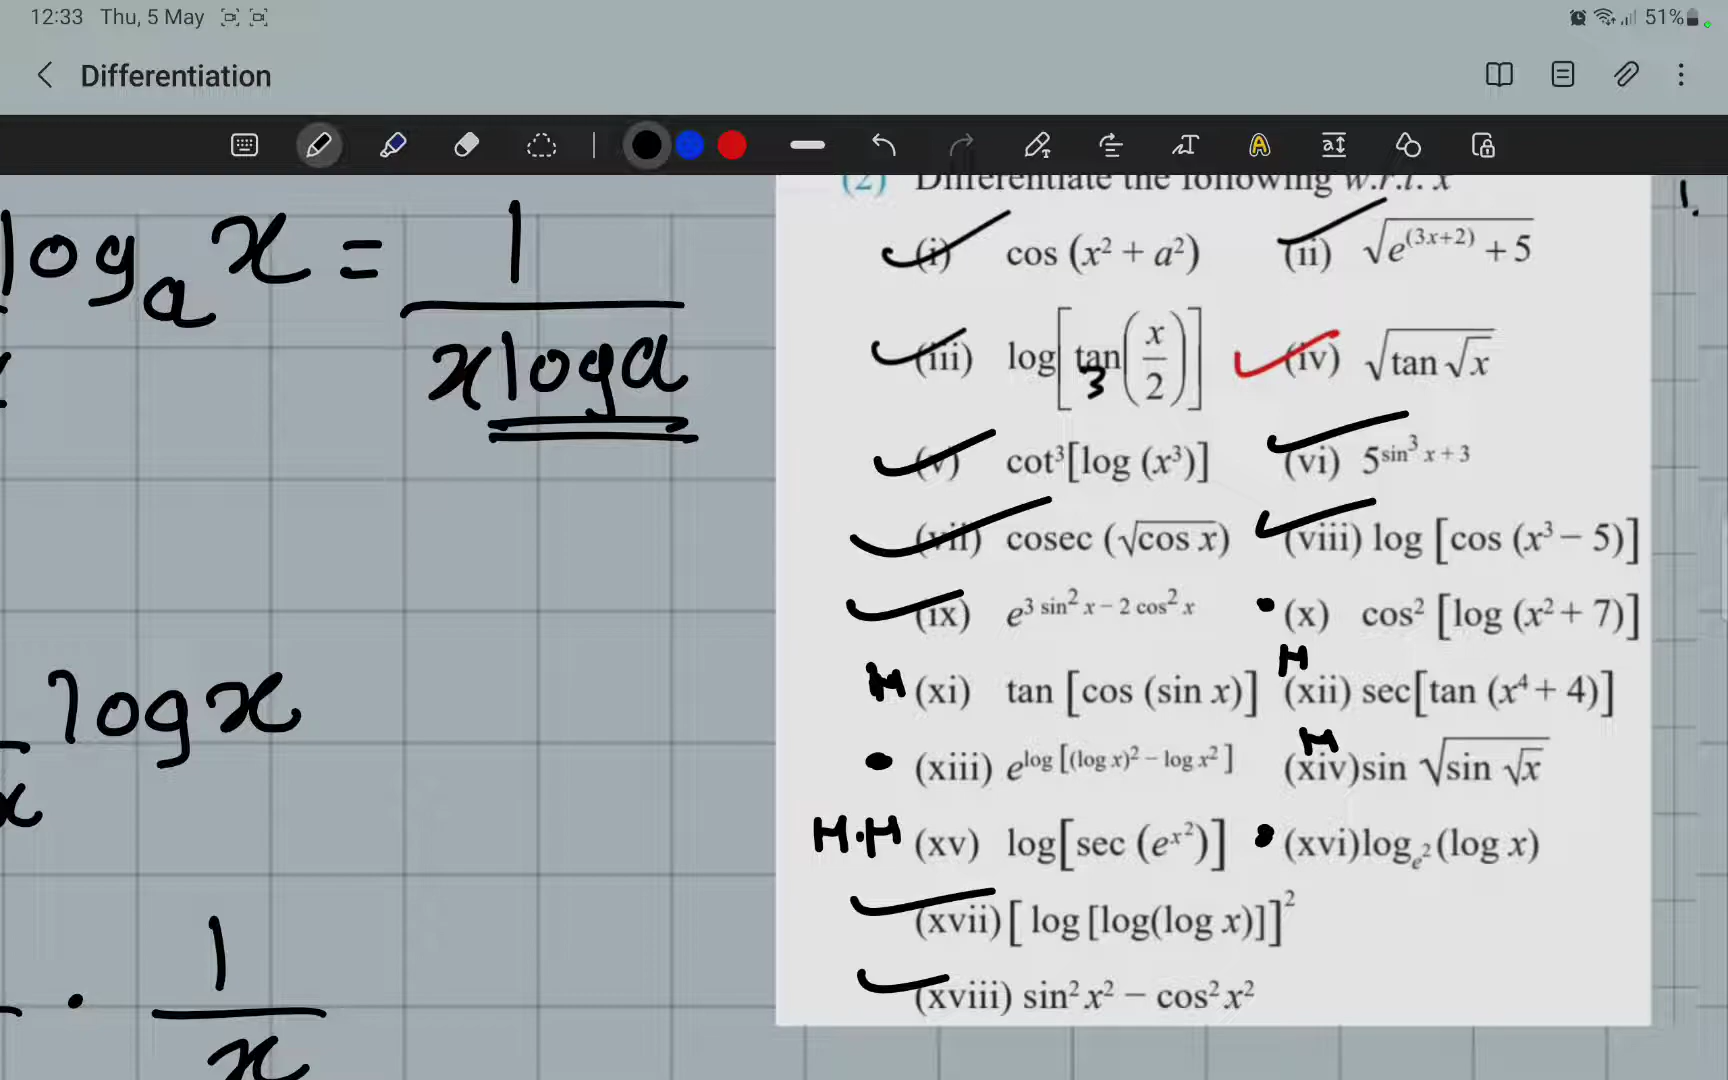 12:33 Thu, 5 May
51%
Differentiation
log_a x = 1 / (x log a)
log x
· 1 / x
(2) Differentiate the following w.r.t. x
(i) cos (x² + a²) (ii) √(e^(3x+2) + 5)
(iii) log[tan(x/2)] (iv) √(tan √x)
3
(v) cot³[log (x³)] (vi) 5^(sin³ x + 3)
(vii) cosec (√cos x) (viii) log [cos (x³ – 5)]
(ix) e^(3 sin² x – 2 cos² x) (x) cos² [log (x² + 7)]
H (xi) tan [cos (sin x)] H (xii) sec[tan (x⁴ + 4)]
(xiii) e^(log [(log x)² – log x²]) H (xiv) sin √(sin √x)
H.H (xv) log[sec (e^(x²))] (xvi) log_(e²) (log x)
(xvii) [ log [log(log x)]]²
(xviii) sin² x² – cos² x²